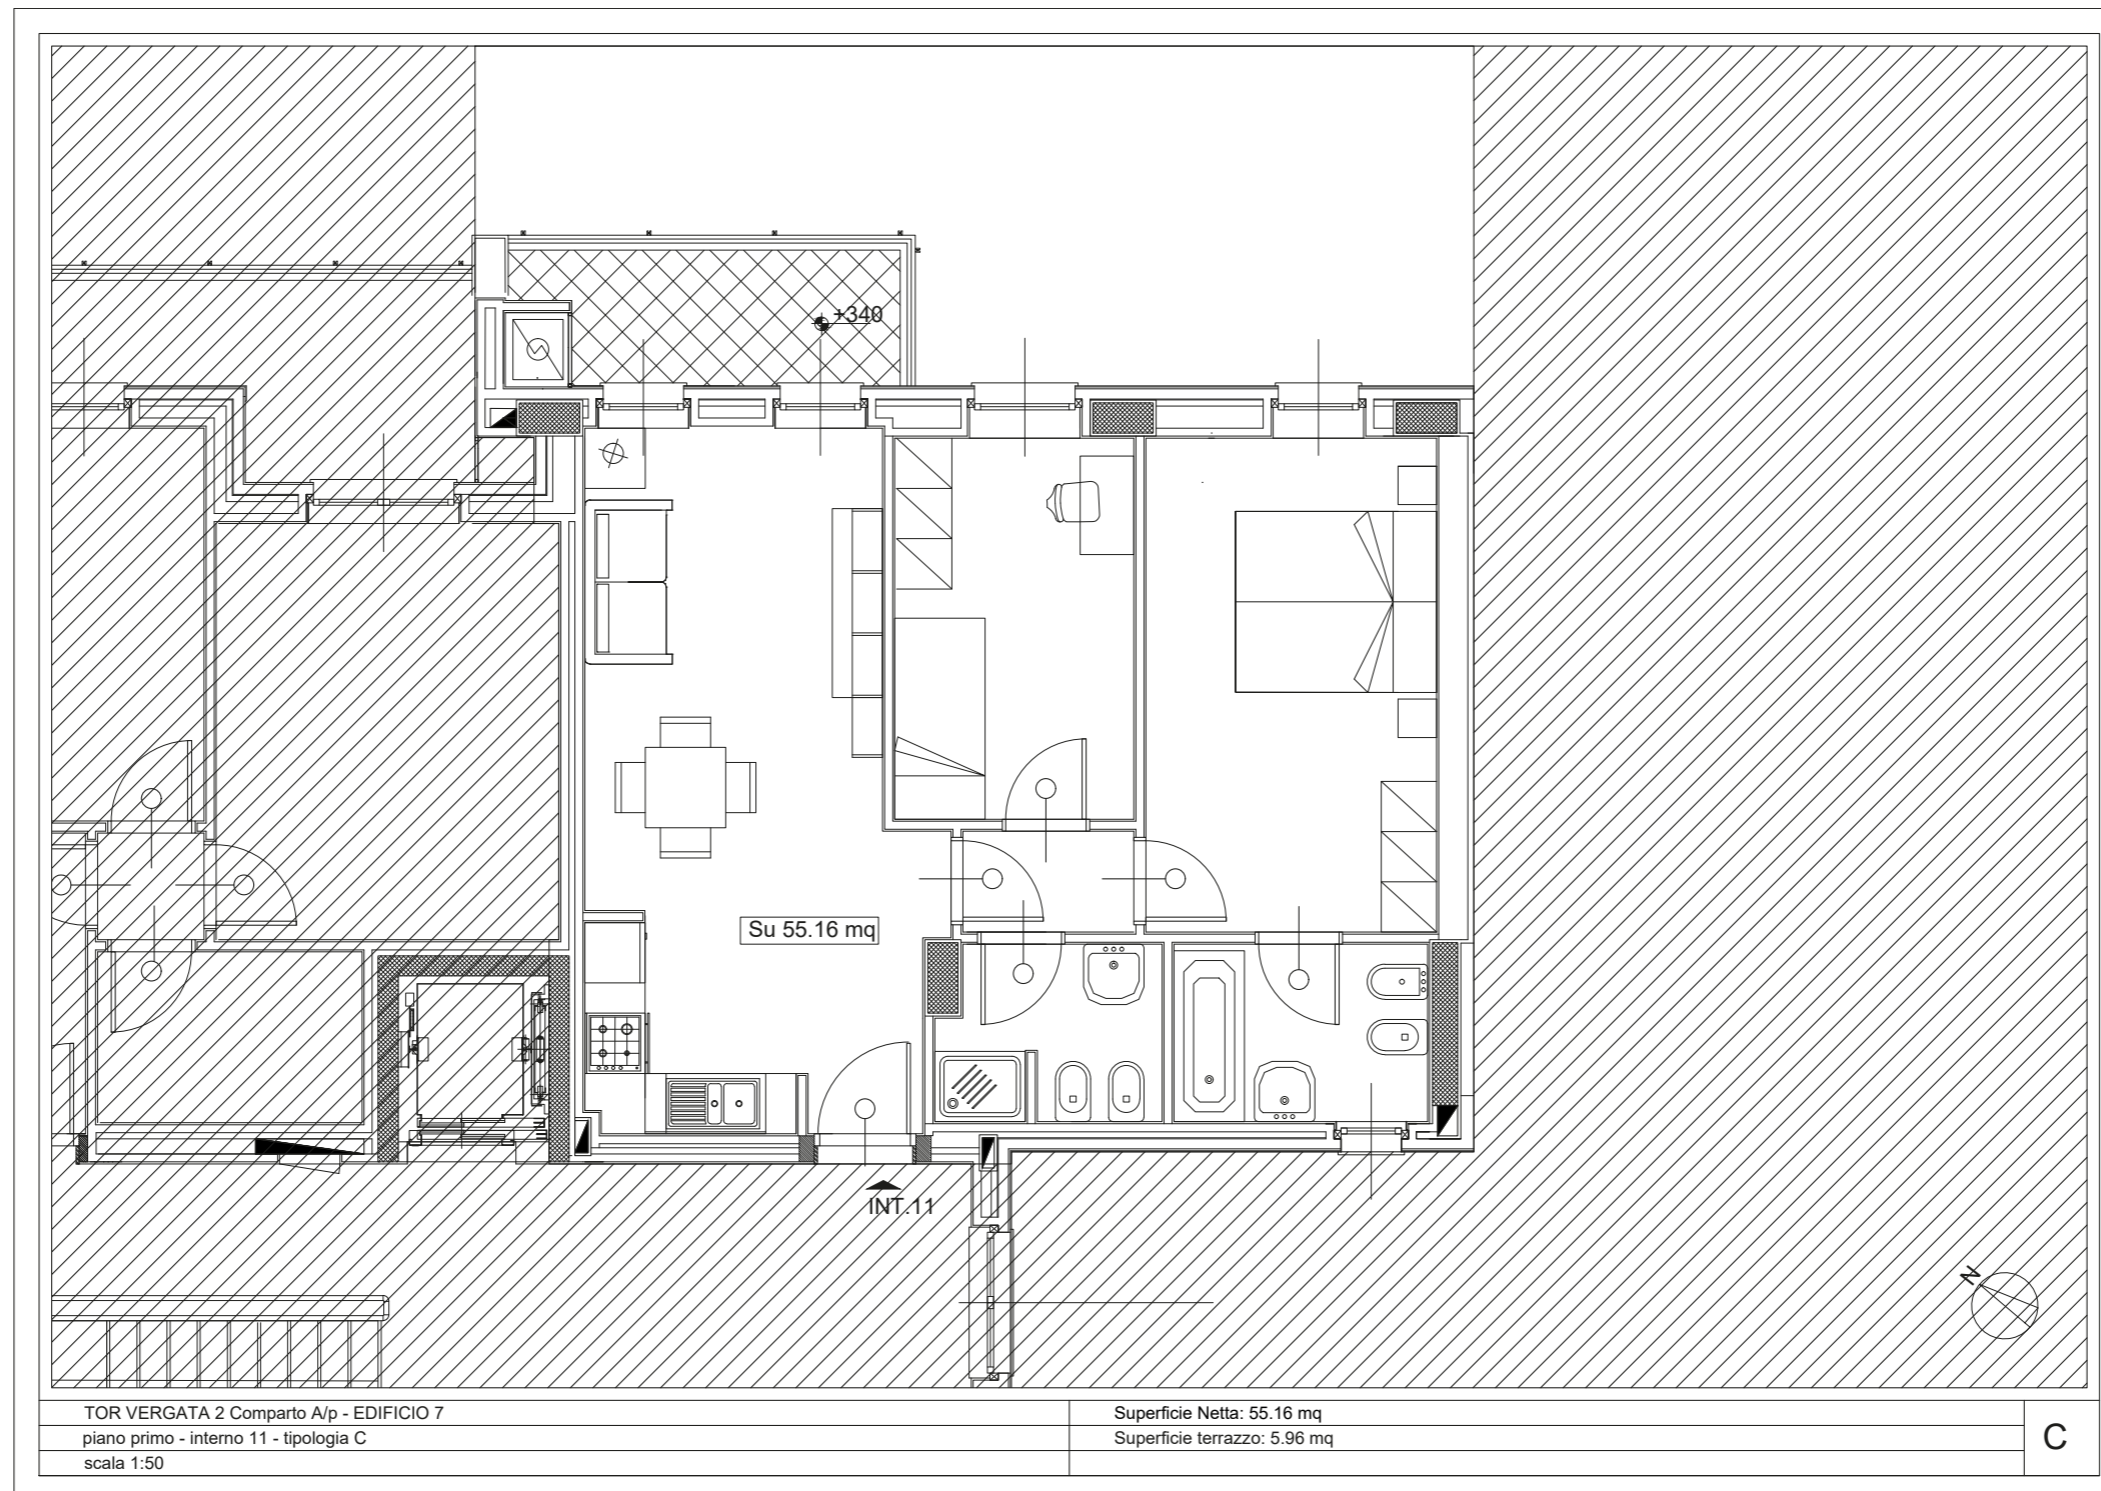 +340
Su 55.16 mq
INT.11
N
TOR VERGATA 2 Comparto A/p - EDIFICIO 7
piano primo - interno 11 - tipologia C
scala 1:50
Superficie Netta: 55.16 mq
Superficie terrazzo: 5.96 mq
C